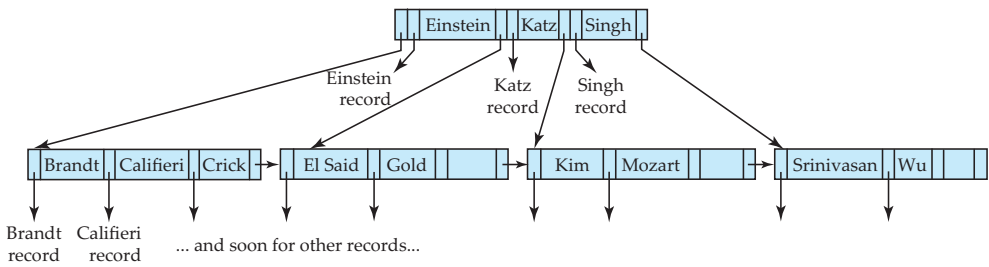 Einstein Katz Singh
Einstein
record
Katz
record
Singh
record
Brandt Califieri Crick El Said Gold Kim Mozart Srinivasan Wu
Brandt
record
Califieri
record
... and soon for other records...